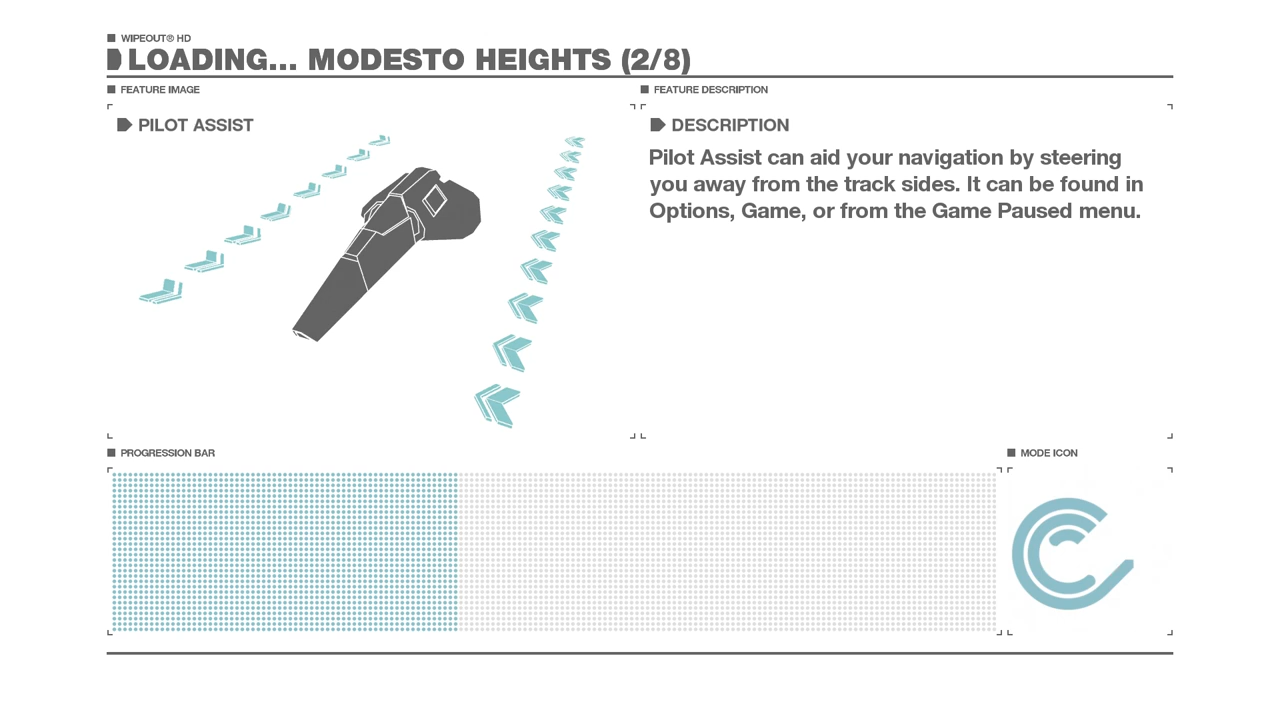 WIPEOUT® HD
LOADING... MODESTO HEIGHTS (2/8)
FEATURE IMAGE
PILOT ASSIST
FEATURE DESCRIPTION
DESCRIPTION
Pilot Assist can aid your navigation by steering
you away from the track sides. It can be found in
Options, Game, or from the Game Paused menu.
PROGRESSION BAR
MODE ICON